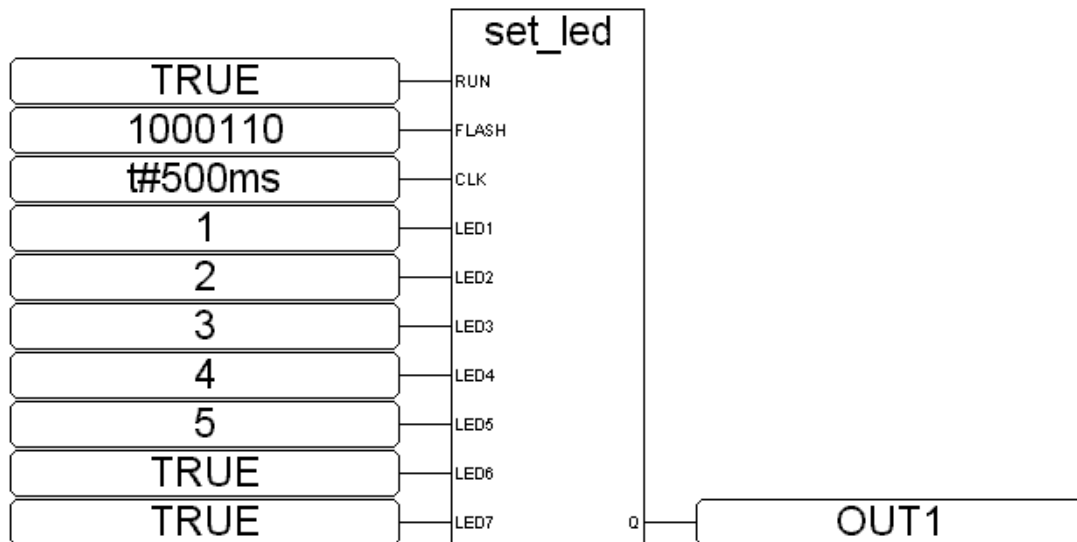 set_led
TRUE RUN
1000110 FLASH
t#500ms CLK
1 LED1
2 LED2
3 LED3
4 LED4
5 LED5
TRUE LED6
TRUE LED7 Q OUT1